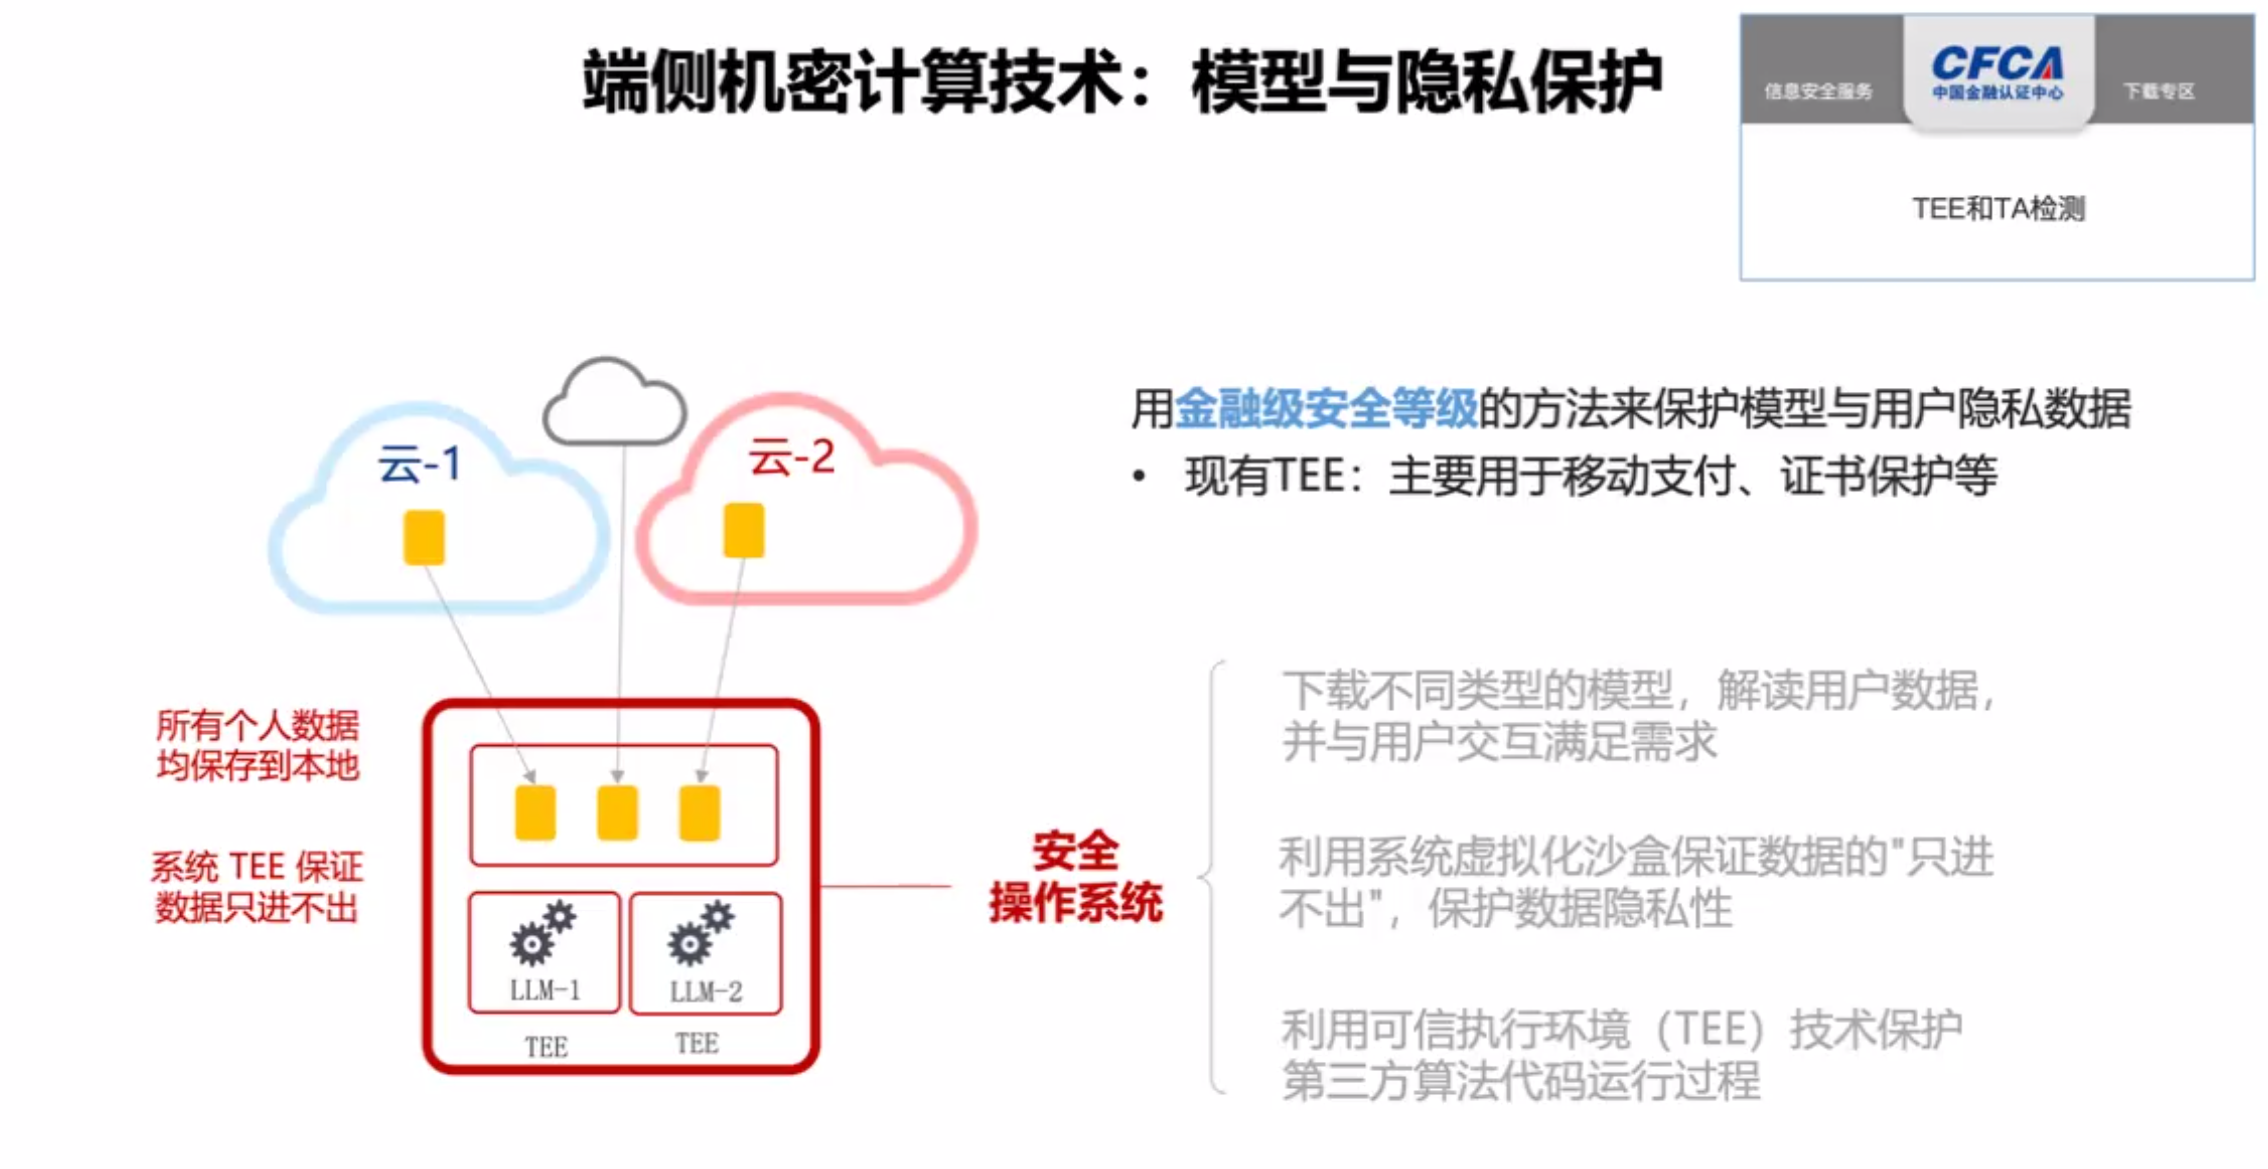 端侧机密计算技术：模型与隐私保护
信息安全服务
CFCA
中国金融认证中心
下载专区
TEE和TA检测
云-1
云-2
用金融级安全等级的方法来保护模型与用户隐私数据
• 现有TEE：主要用于移动支付、证书保护等
所有个人数据
均保存到本地
系统 TEE 保证
数据只进不出
LLM-1
LLM-2
TEE
TEE
安全
操作系统
下载不同类型的模型，解读用户数据，
并与用户交互满足需求
利用系统虚拟化沙盒保证数据的"只进
不出"，保护数据隐私性
利用可信执行环境（TEE）技术保护
第三方算法代码运行过程